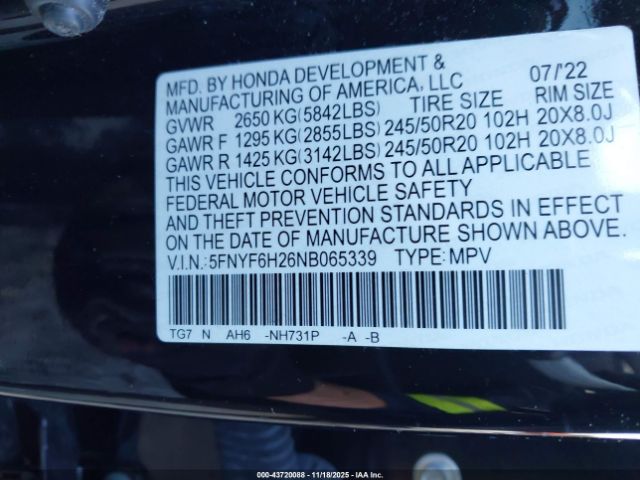 MFD. BY HONDA DEVELOPMENT &
MANUFACTURING OF AMERICA, LLC 07/'22
GVWR 2650 KG(5842LBS) TIRE SIZE RIM SIZE
GAWR F 1295 KG(2855LBS) 245/50R20 102H 20X8.0J
GAWR R 1425 KG(3142LBS) 245/50R20 102H 20X8.0J
THIS VEHICLE CONFORMS TO ALL APPLICABLE
FEDERAL MOTOR VEHICLE SAFETY
AND THEFT PREVENTION STANDARDS IN EFFECT
ON THE DATE OF MANUFACTURE SHOWN ABOVE.
V.I.N.:5FNYF6H26NB065339 TYPE:MPV
TG7 N AH6 -NH731P -A -B
000-43720088 - 11/18/2025 - IAA Inc.